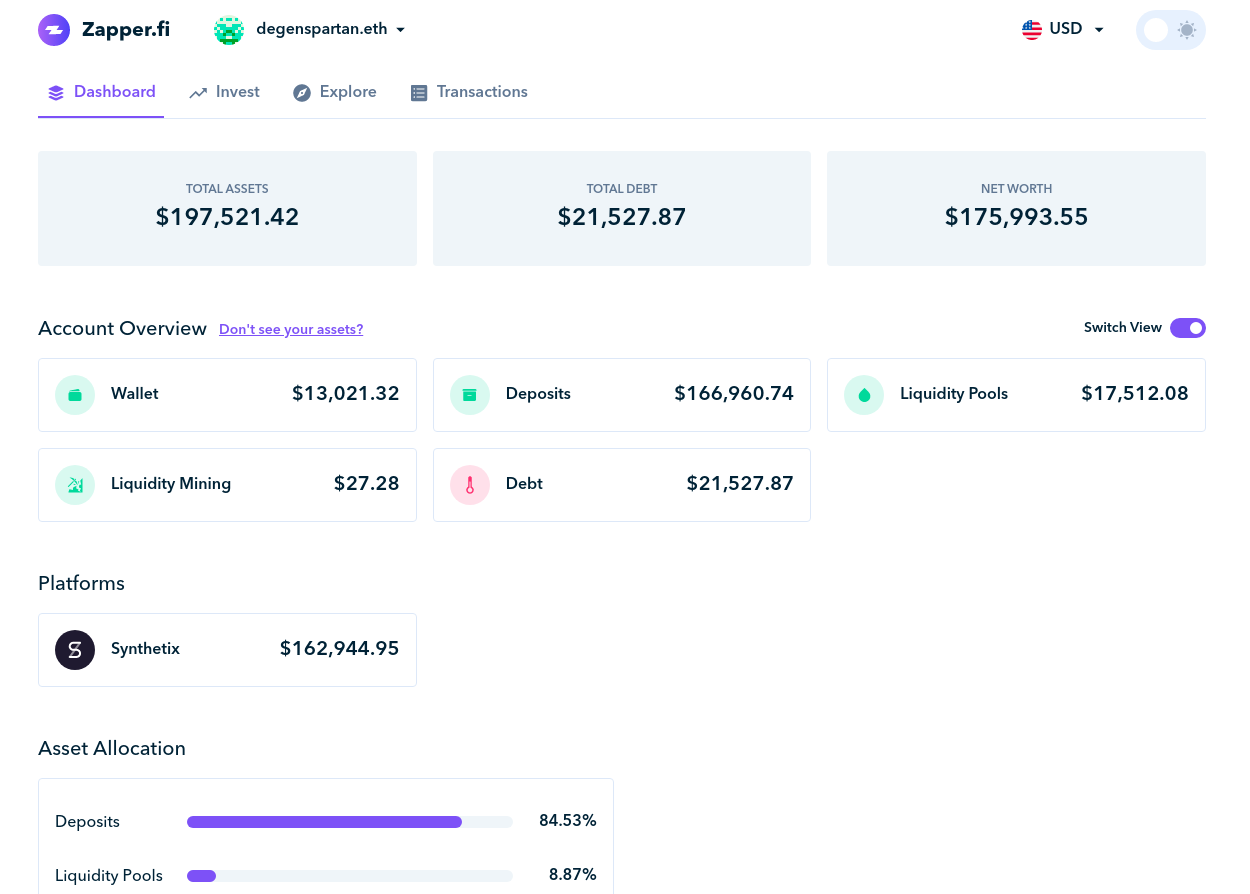 Zapper.fi degenspartan.eth USD
Dashboard Invest Explore Transactions
TOTAL ASSETS TOTAL DEBT NET WORTH
$197,521.42 $21,527.87 $175,993.55
Account Overview Don't see your assets? Switch View
Wallet $13,021.32 Deposits $166,960.74 Liquidity Pools $17,512.08
Liquidity Mining $27.28 Debt $21,527.87
Platforms
Synthetix $162,944.95
Asset Allocation
Deposits 84.53%
Liquidity Pools 8.87%